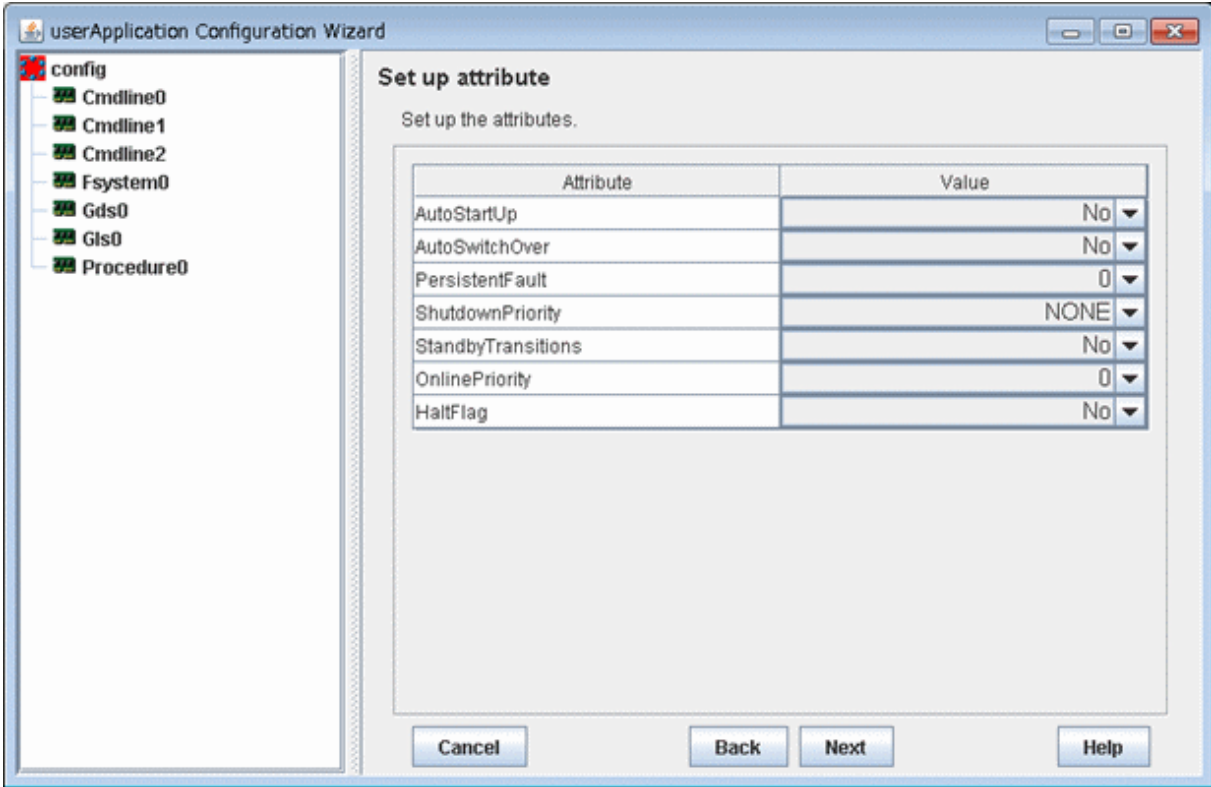 userApplication Configuration Wizard
config
Cmdline0
Cmdline1
Cmdline2
Fsystem0
Gds0
Gls0
Procedure0
Set up attribute
Set up the attributes.
Attribute Value
AutoStartUp No
AutoSwitchOver No
PersistentFault 0
ShutdownPriority NONE
StandbyTransitions No
OnlinePriority 0
HaltFlag No
Cancel Back Next Help